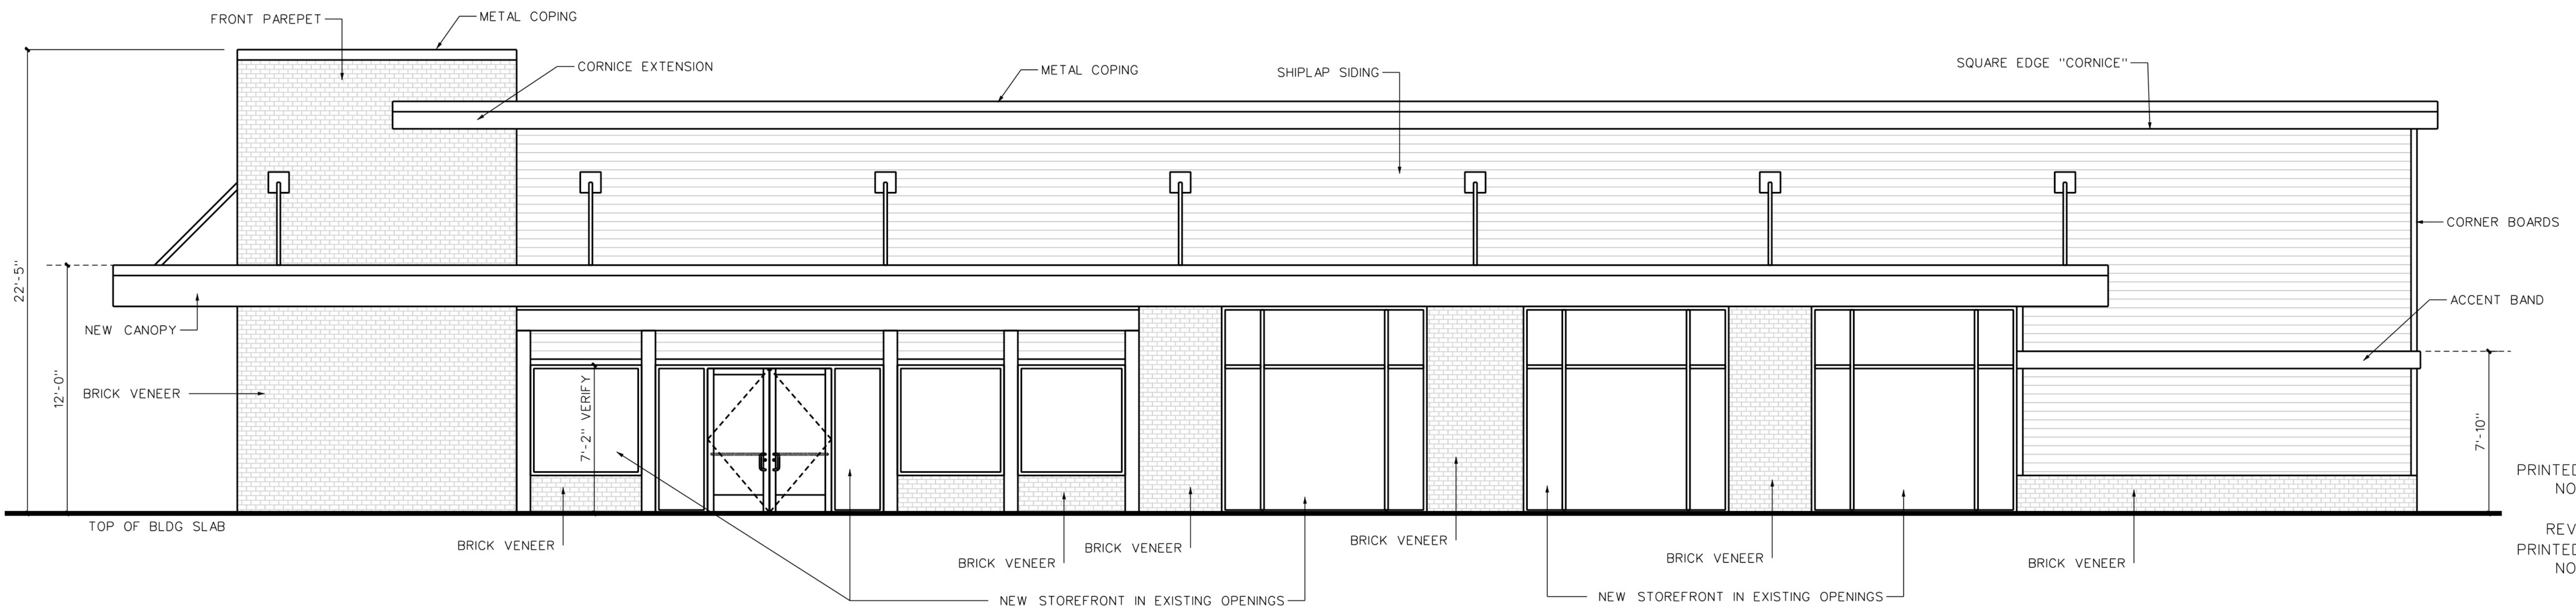 FRONT PAREPET
METAL COPING
CORNICE EXTENSION
METAL COPING
SHIPLAP SIDING
SQUARE EDGE "CORNICE"
CORNER BOARDS
22'-5"
ACCENT BAND
NEW CANOPY
12'-0"
BRICK VENEER
7'-2" VERIFY
7'-10"
PRINTED
NO
TOP OF BLDG SLAB
REV
PRINTED
NO
BRICK VENEER
BRICK VENEER
BRICK VENEER
BRICK VENEER
BRICK VENEER
BRICK VENEER
NEW STOREFRONT IN EXISTING OPENINGS
NEW STOREFRONT IN EXISTING OPENINGS